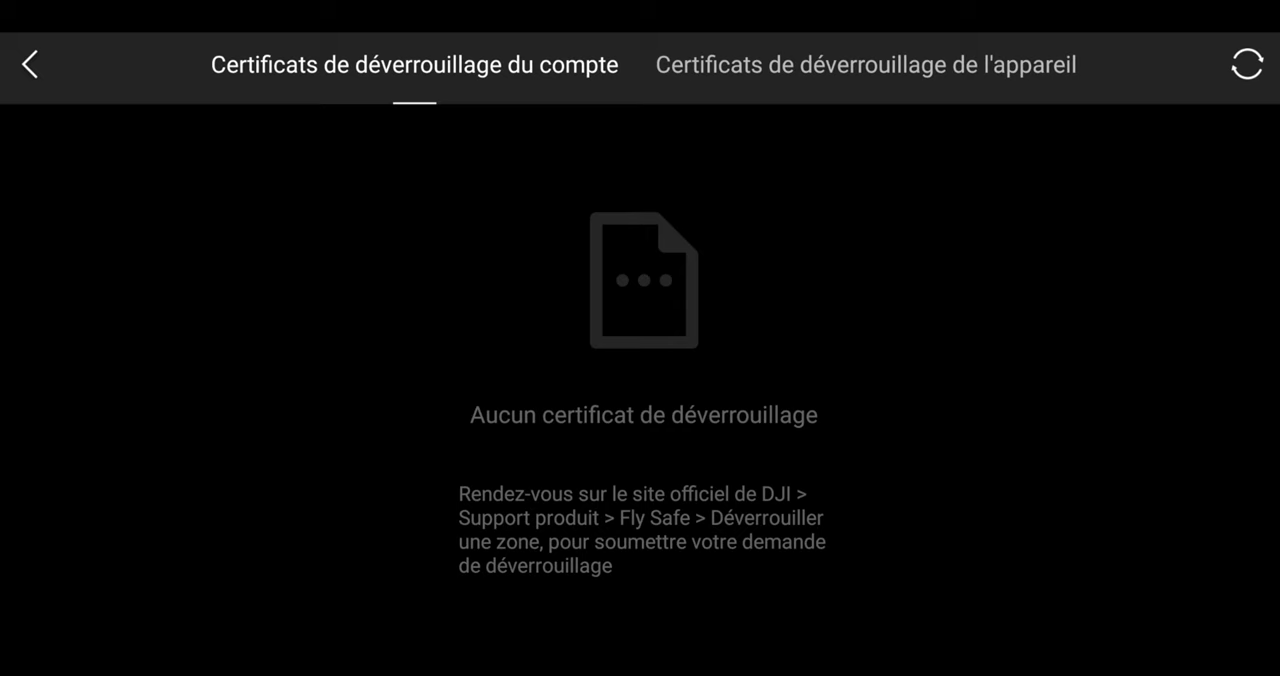 Certificats de déverrouillage du compte
Certificats de déverrouillage de l'appareil
Aucun certificat de déverrouillage
Rendez-vous sur le site officiel de DJI >
Support produit > Fly Safe > Déverrouiller
une zone, pour soumettre votre demande
de déverrouillage